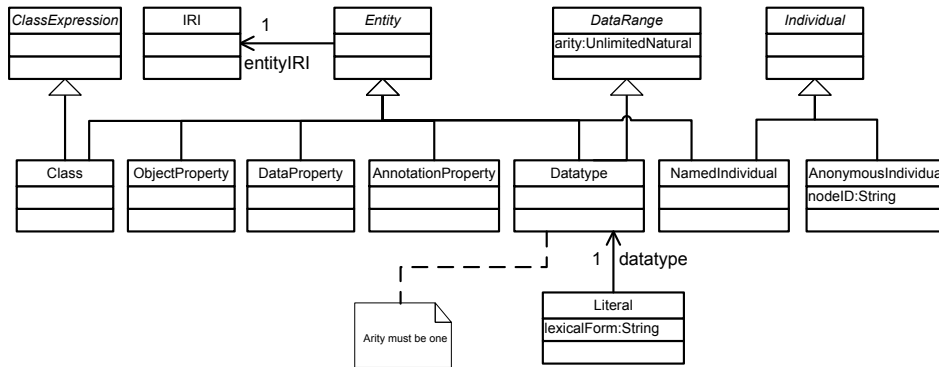 ClassExpression
IRI
Entity
DataRange
Individual
1
arity:UnlimitedNatural
entityIRI
Class
ObjectProperty
DataProperty
AnnotationProperty
Datatype
NamedIndividual
AnonymousIndividual
nodeID:String
1 datatype
Literal
lexicalForm:String
Arity must be one